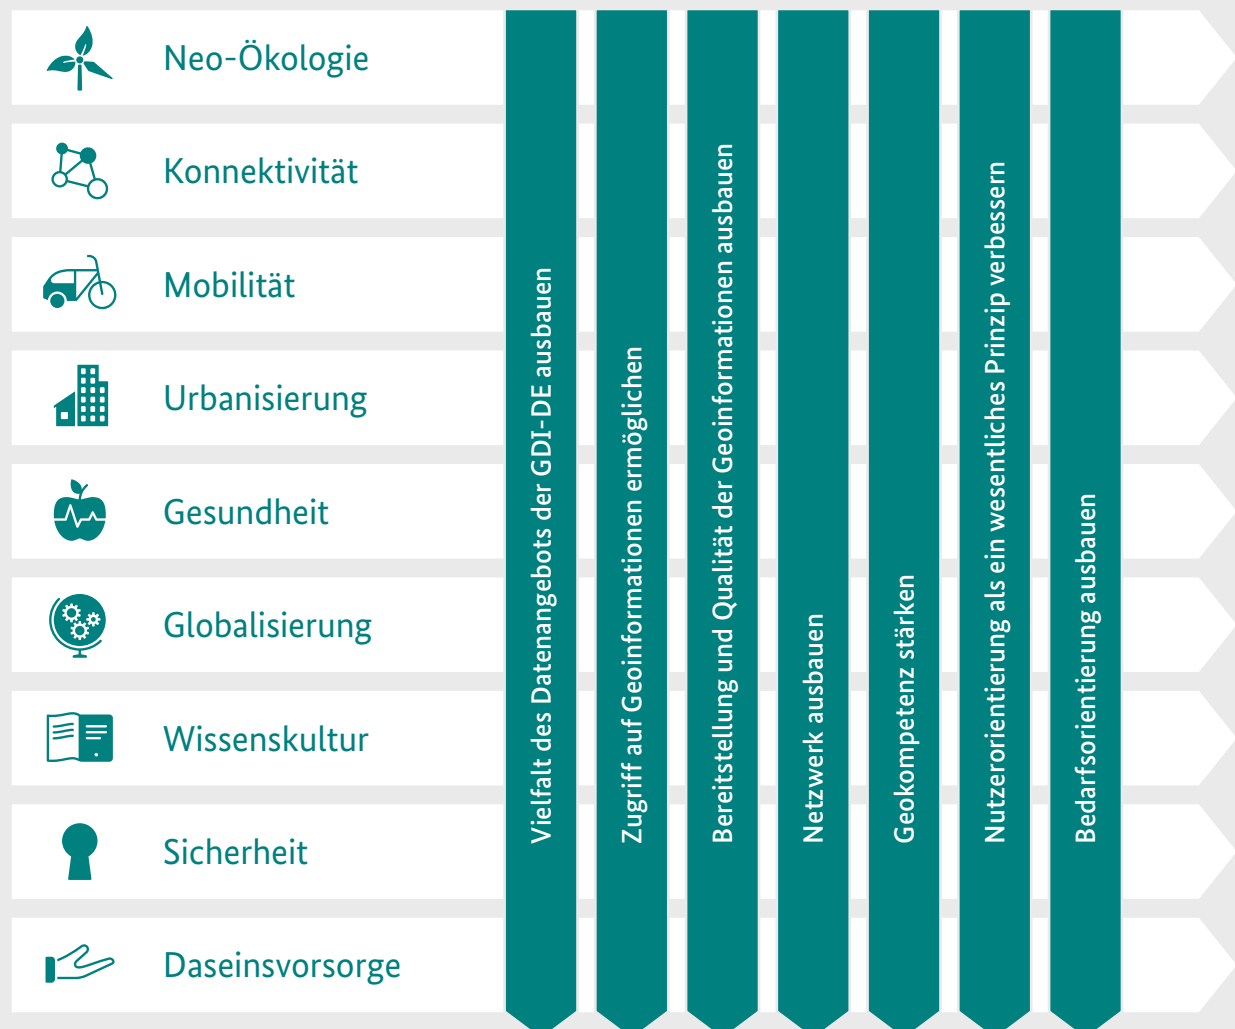 Neo-Ökologie
Konnektivität
Mobilität
Urbanisierung
Gesundheit
Globalisierung
Wissenskultur
Sicherheit
Daseinsvorsorge
Vielfalt des Datenangebots der GDI-DE ausbauen
Zugriff auf Geoinformationen ermöglichen
Bereitstellung und Qualität der Geoinformationen ausbauen
Netzwerk ausbauen
Geokompetenz stärken
Nutzerorientierung als ein wesentliches Prinzip verbessern
Bedarfsorientierung ausbauen